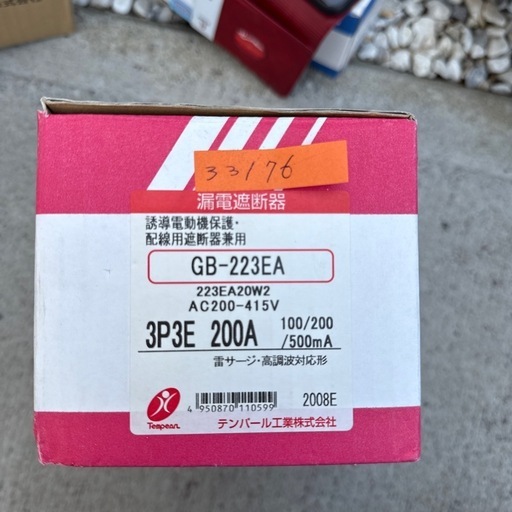 式会社
33176
漏電遮断器
誘導電動機保護・
配線用遮断器兼用
GB-223EA
223EA20W2
AC200-415V
3P3E 200A 100/200
/500mA
雷サージ・高調波対応形
4 950870 110599
2008E
Tempearl
テンパール工業株式会社